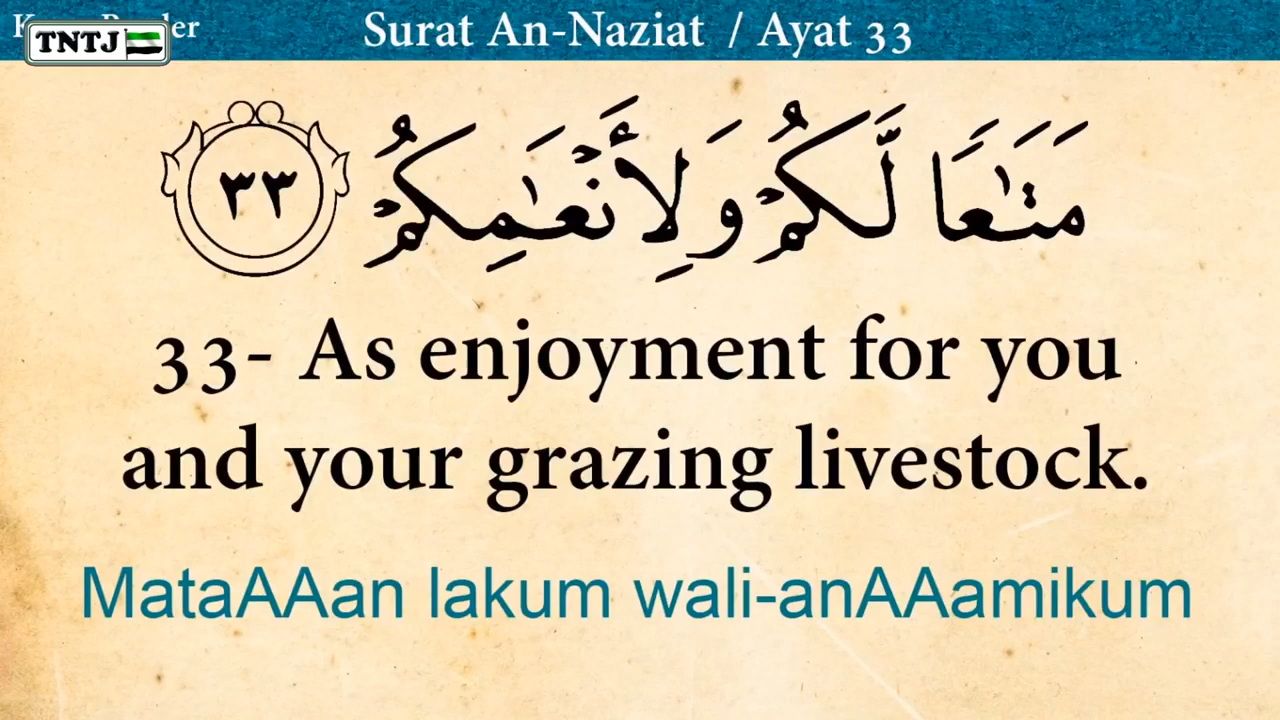 Surat An-Naziat / Ayat 33
TNTJ
مَتَٰعًا لَّكُمْ وَلِأَنْعَٰمِكُمْ ٣٣
33- As enjoyment for you
and your grazing livestock.
MataAAan lakum wali-anAAamikum